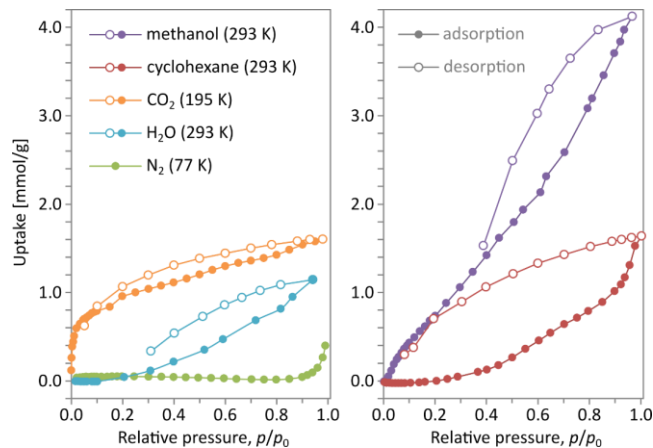 4.0
3.0
2.0
1.0
0.0
Uptake [mmol/g]
methanol (293 K)
cyclohexane (293 K)
CO₂ (195 K)
H₂O (293 K)
N₂ (77 K)
0.0 0.2 0.4 0.6 0.8 1.0
Relative pressure, p/p₀
adsorption
desorption
4.0
3.0
2.0
1.0
0.0
0.0 0.2 0.4 0.6 0.8 1.0
Relative pressure, p/p₀